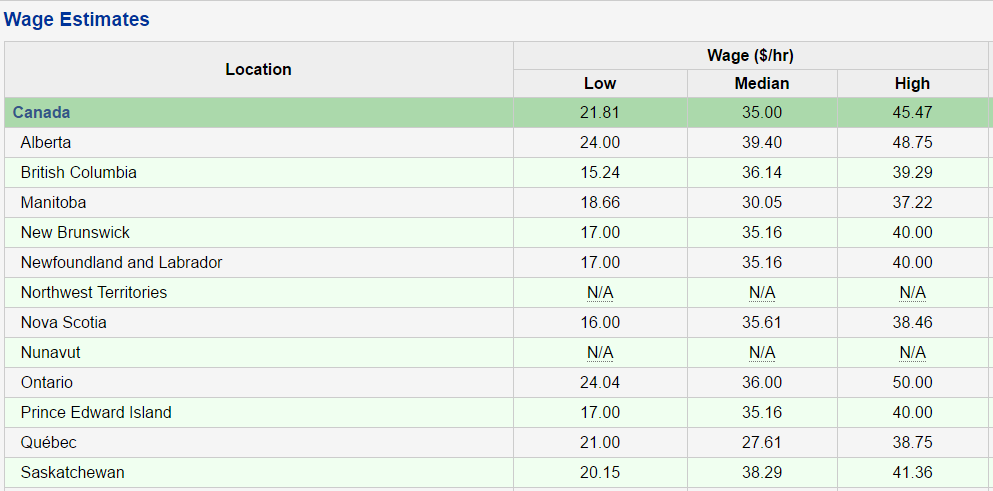 Wage Estimates
Location Wage ($/hr)
Low Median High
Canada 21.81 35.00 45.47
Alberta 24.00 39.40 48.75
British Columbia 15.24 36.14 39.29
Manitoba 18.66 30.05 37.22
New Brunswick 17.00 35.16 40.00
Newfoundland and Labrador 17.00 35.16 40.00
Northwest Territories N/A N/A N/A
Nova Scotia 16.00 35.61 38.46
Nunavut N/A N/A N/A
Ontario 24.04 36.00 50.00
Prince Edward Island 17.00 35.16 40.00
Québec 21.00 27.61 38.75
Saskatchewan 20.15 38.29 41.36